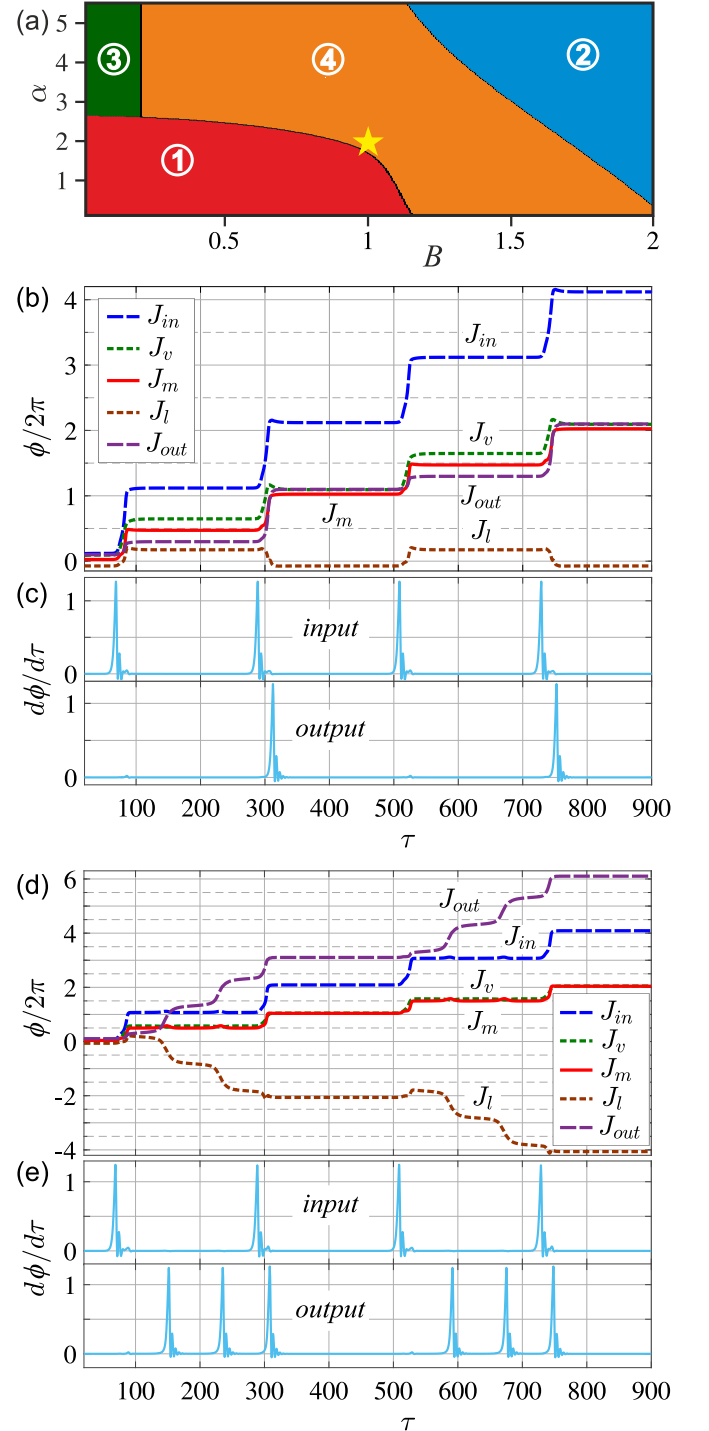 (a)
5
4
3
2
1
α
③ ④ ②
①
0.5 1 1.5 2
B
(b)
4
3
2
1
0
ϕ/2π
J_in
J_v
J_m
J_l
J_out
J_in
J_v
J_m
J_out
J_l
(c)
1
0
input
dϕ/dτ
1
0
output
100 200 300 400 500 600 700 800 900
τ
(d)
6
4
2
0
-2
-4
ϕ/2π
J_out
J_in
J_v
J_m
J_l
J_in
J_v
J_m
J_l
J_out
(e)
1
0
input
dϕ/dτ
1
0
output
100 200 300 400 500 600 700 800 900
τ